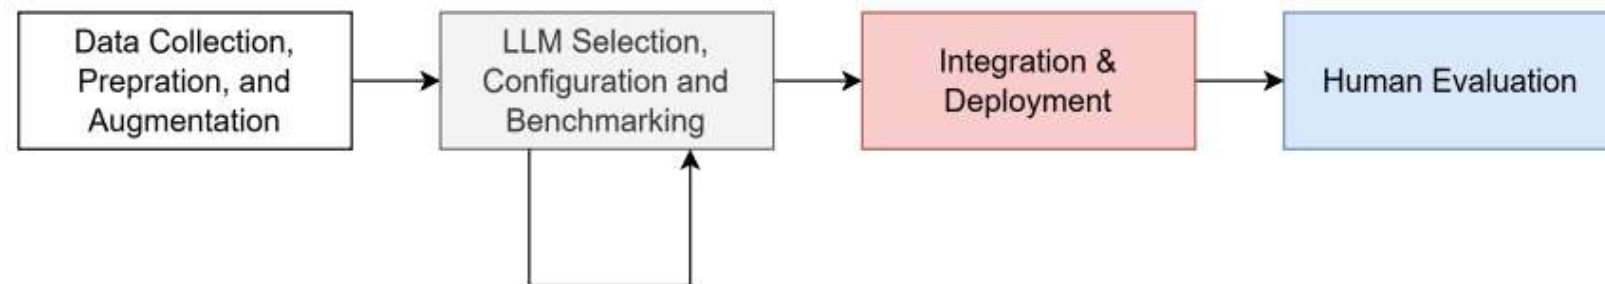 Data Collection,
Prepration, and
Augmentation
LLM Selection,
Configuration and
Benchmarking
Integration &
Deployment
Human Evaluation